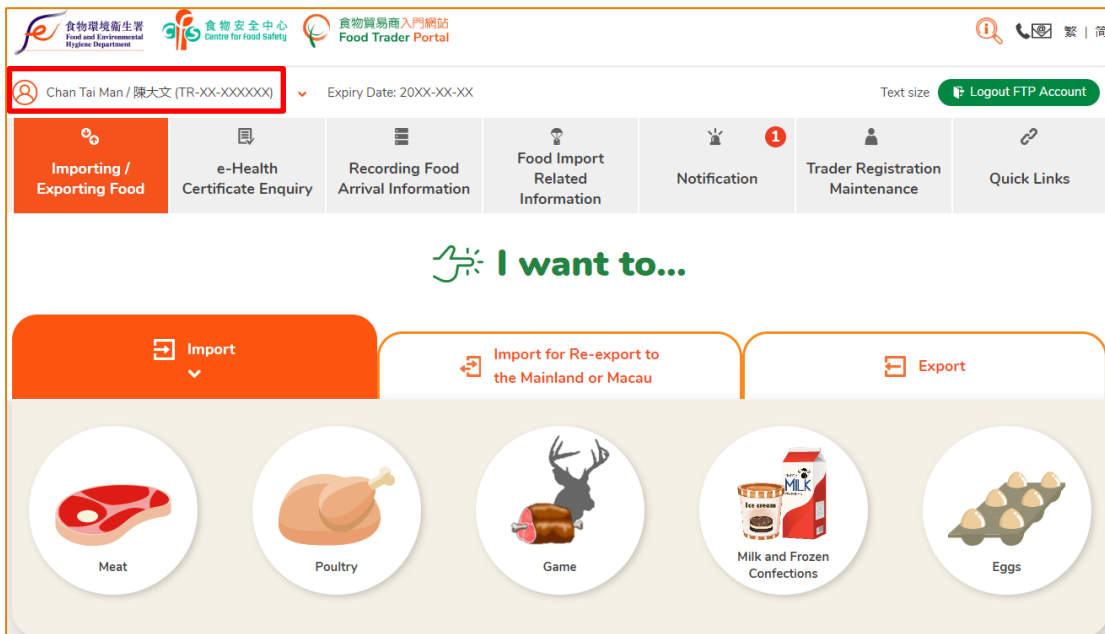 食物環境衞生署
Food and Environmental
Hygiene Department
食物安全中心
Centre for Food Safety
食物貿易商入門網站
Food Trader Portal
繁 | 简
Chan Tai Man / 陳大文 (TR-XX-XXXXXX)
Expiry Date: 20XX-XX-XX
Text size
Logout FTP Account
Importing /
Exporting Food
e-Health
Certificate Enquiry
Recording Food
Arrival Information
Food Import
Related
Information
1
Notification
Trader Registration
Maintenance
Quick Links
I want to...
Import
Import for Re-export to
the Mainland or Macau
Export
Ice cream
MILK
Meat
Poultry
Game
Milk and Frozen
Confections
Eggs